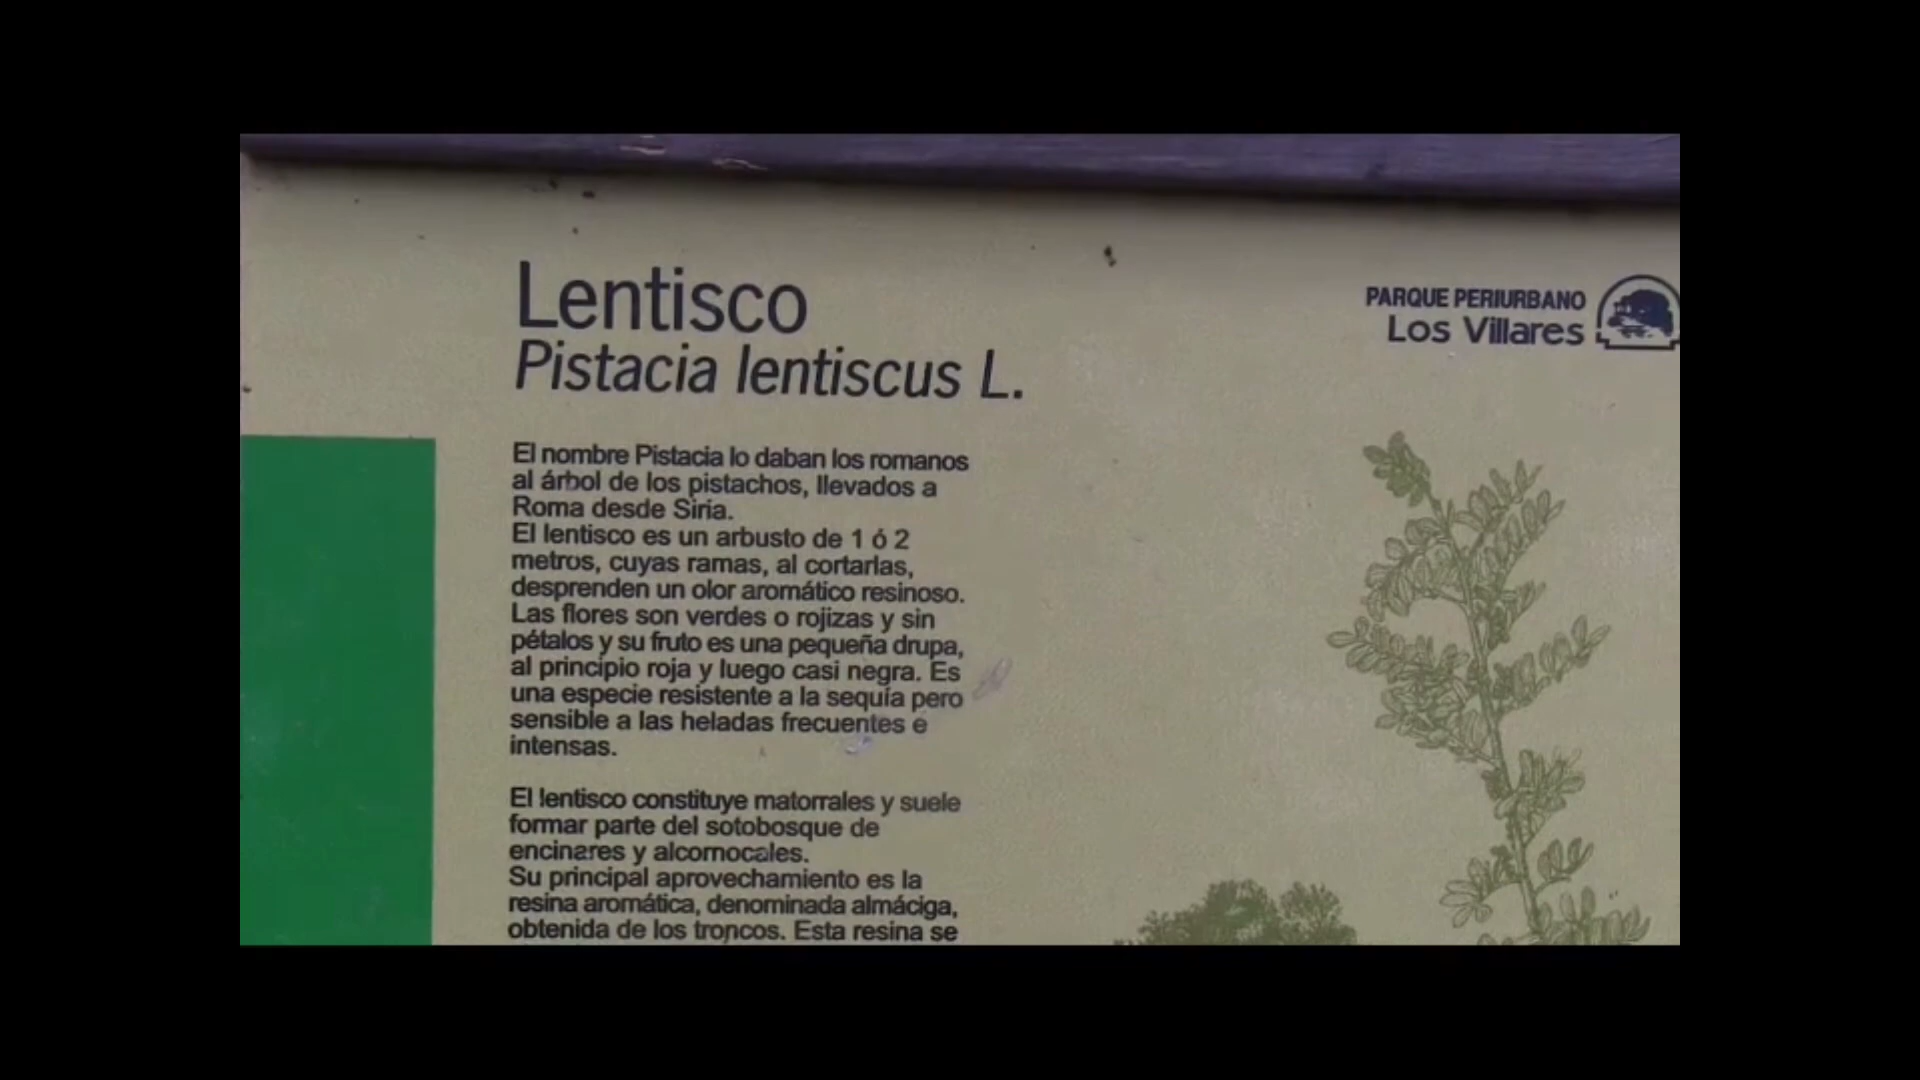 Lentisco
Pistacia lentiscus L.
PARQUE PERIURBANO
Los Villares
El nombre Pistacia lo daban los romanos
al árbol de los pistachos, llevados a
Roma desde Siria.
El lentisco es un arbusto de 1 ó 2
metros, cuyas ramas, al cortarlas,
desprenden un olor aromático resinoso.
Las flores son verdes o rojizas y sin
pétalos y su fruto es una pequeña drupa,
al principio roja y luego casi negra. Es
una especie resistente a la sequía pero
sensible a las heladas frecuentes é
intensas.
El lentisco constituye matorrales y suele
formar parte del sotobosque de
encinares y alcornocales.
Su principal aprovechamiento es la
resina aromática, denominada almáciga,
obtenida de los troncos. Esta resina se